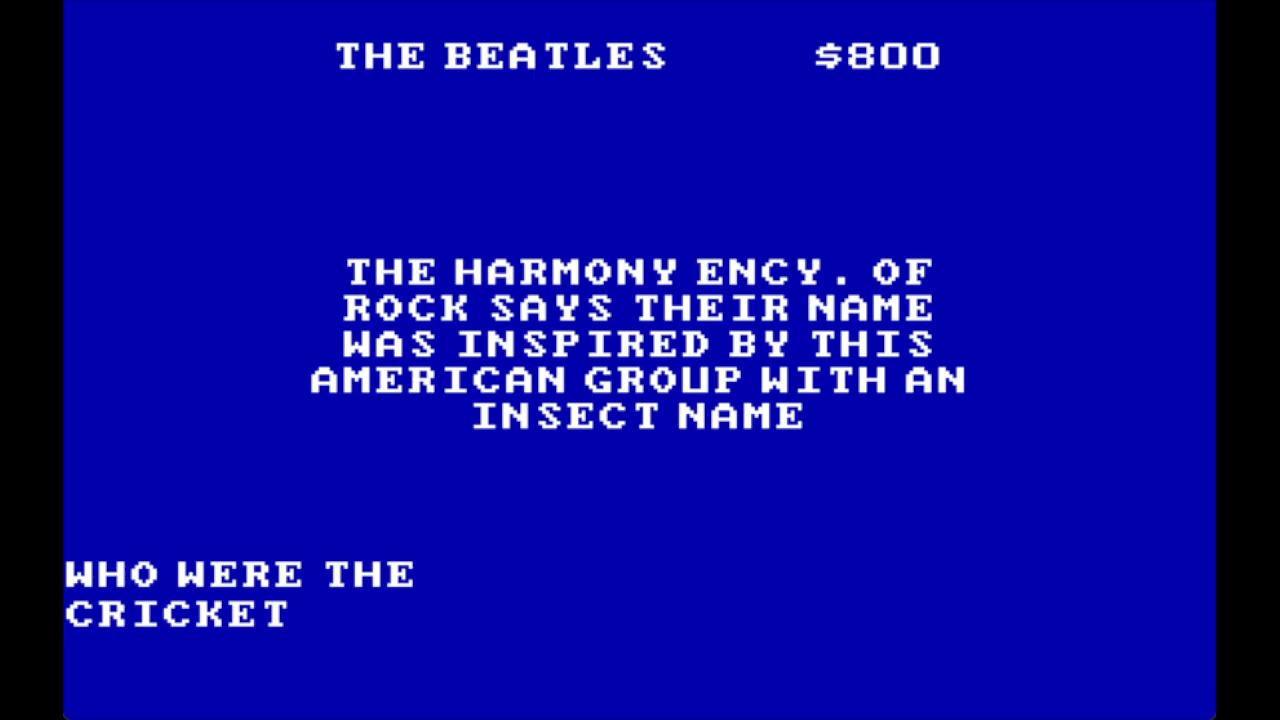 THE BEATLES $800
THE HARMONY ENCY. OF
ROCK SAYS THEIR NAME
WAS INSPIRED BY THIS
AMERICAN GROUP WITH AN
INSECT NAME
WHO WERE THE
CRICKET